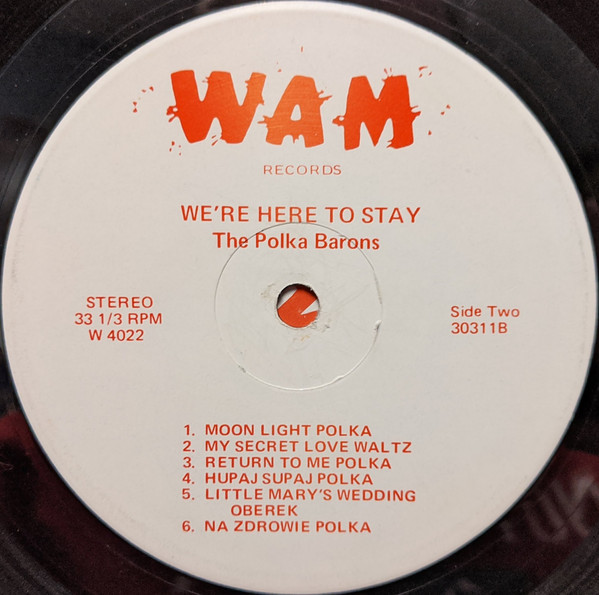 WAM
RECORDS
WE'RE HERE TO STAY
The Polka Barons
STEREO
33 1/3 RPM
W 4022
Side Two
30311B
1. MOON LIGHT POLKA
2. MY SECRET LOVE WALTZ
3. RETURN TO ME POLKA
4. HUPAJ SUPAJ POLKA
5. LITTLE MARY'S WEDDING
OBEREK
6. NA ZDROWIE POLKA